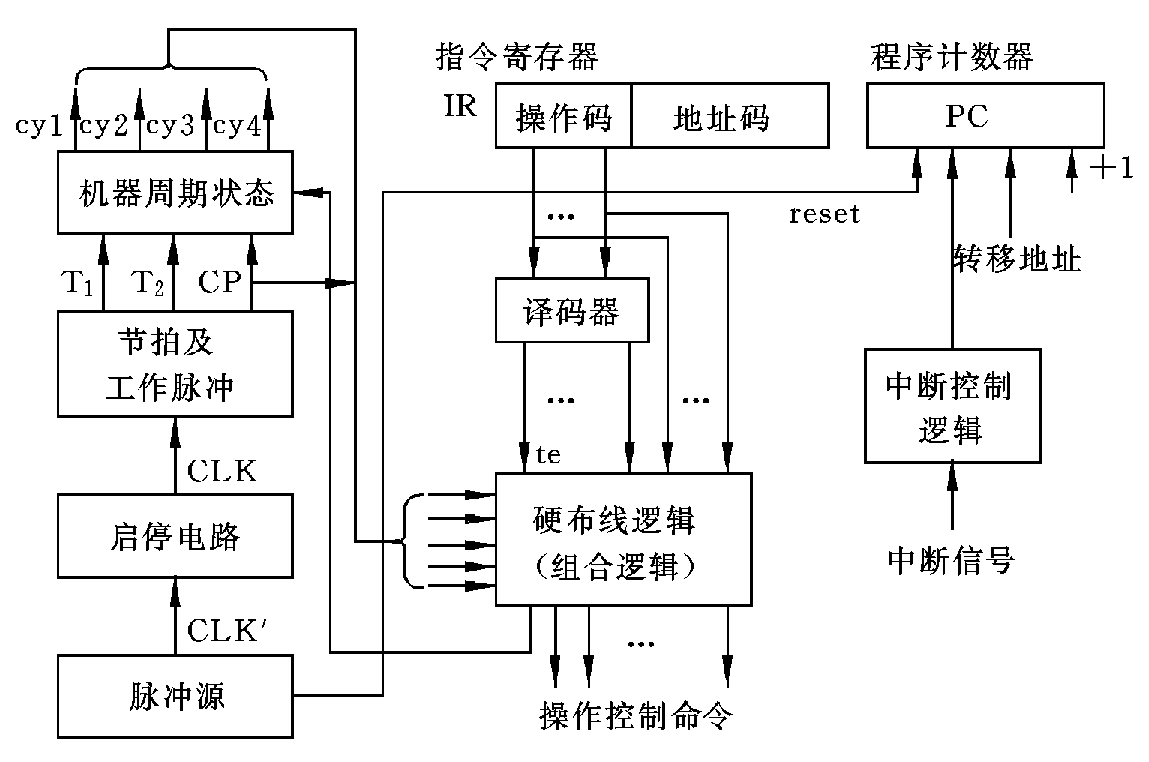 指令寄存器
程序计数器
IR
操作码
地址码
PC
cy1
cy2
cy3
cy4
机器周期状态
+1
...
reset
转移地址
T1
T2
CP
译码器
节拍及
工作脉冲
...
...
中断控制
逻辑
te
CLK
硬布线逻辑
(组合逻辑)
启停电路
中断信号
CLK′
...
脉冲源
操作控制命令